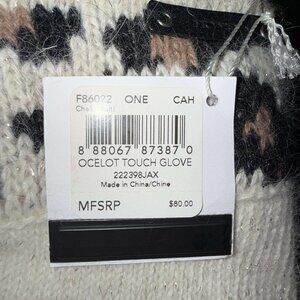 F86022 ONE CAH
8 88067 87387 0
OCELOT TOUCH GLOVE
222398JAX
Made in China/Chine
MFSRP
$80.00